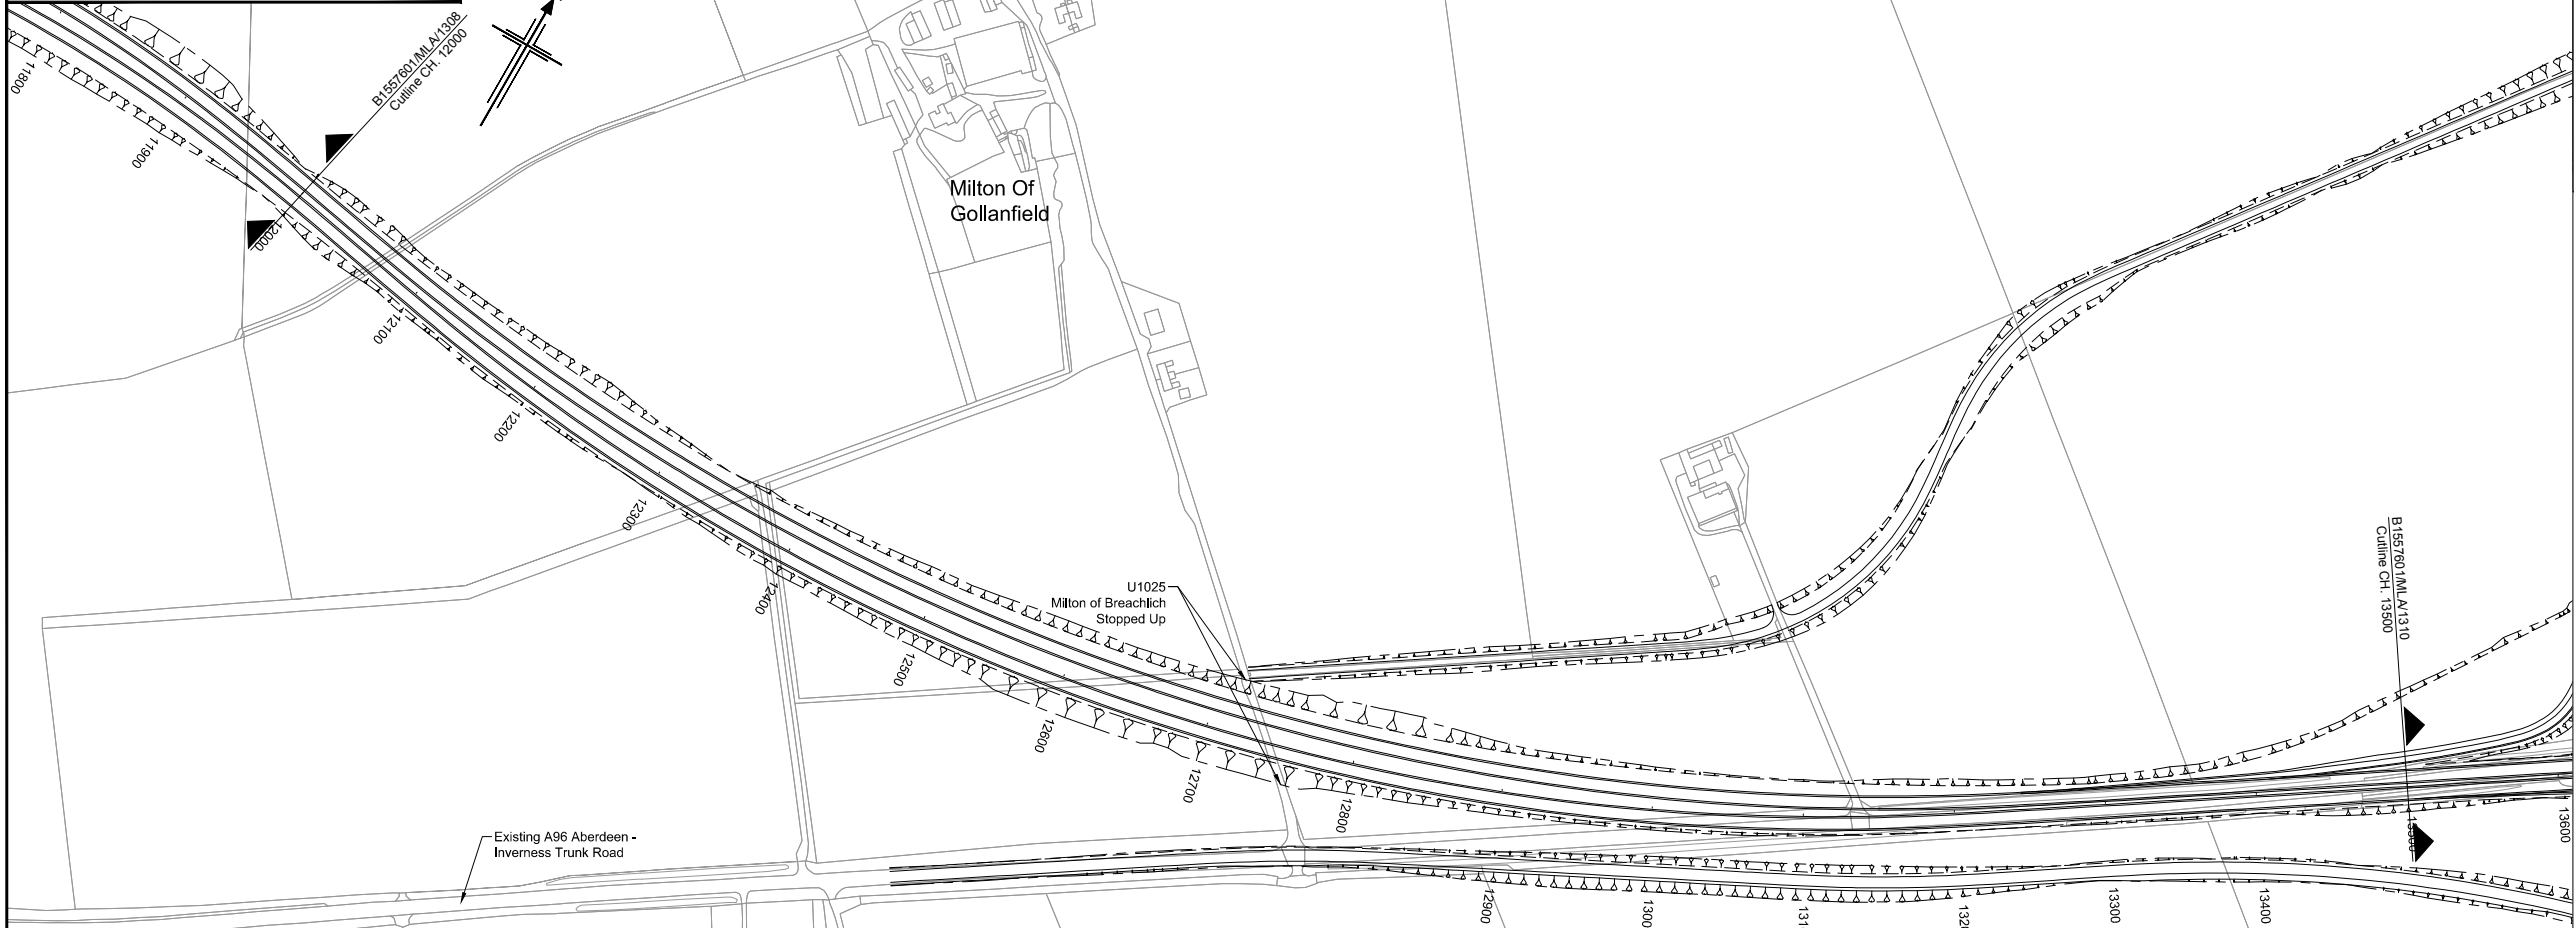 B1557601/MLA/1308
Cutline CH. 12000
11800
11900
12000
12100
12200
12300
12400
12500
12600
12700
12800
12900
13300
13400
13600
Milton Of
Gollanfield
U1025
Milton of Breachlich
Stopped Up
Existing A96 Aberdeen -
Inverness Trunk Road
B1557601/MLA/1310
Cutline CH. 13500